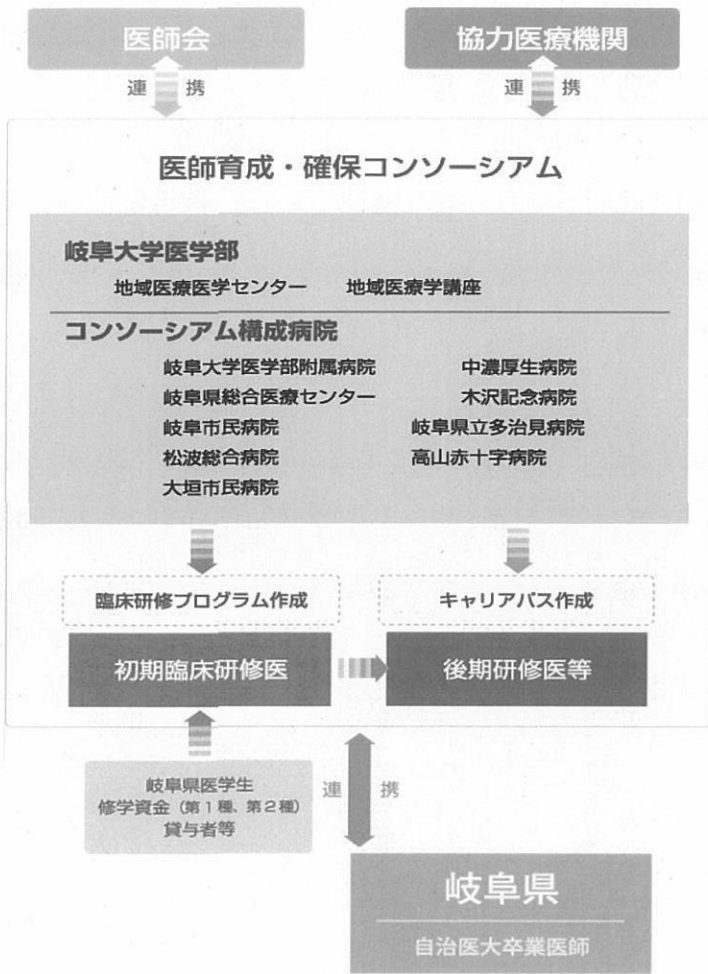 医師会
協力医療機関
連携
連携
医師育成・確保コンソーシアム
岐阜大学医学部
地域医療医学センター 地域医療学講座
コンソーシアム構成病院
岐阜大学医学部附属病院 中濃厚生病院
岐阜県総合医療センター 木沢記念病院
岐阜市民病院 岐阜県立多治見病院
松波総合病院 高山赤十字病院
大垣市民病院
臨床研修プログラム作成
キャリアパス作成
初期臨床研修医
後期研修医等
岐阜県医学生
修学資金（第1種、第2種）
貸与者等
連携
岐阜県
自治医大卒業医師